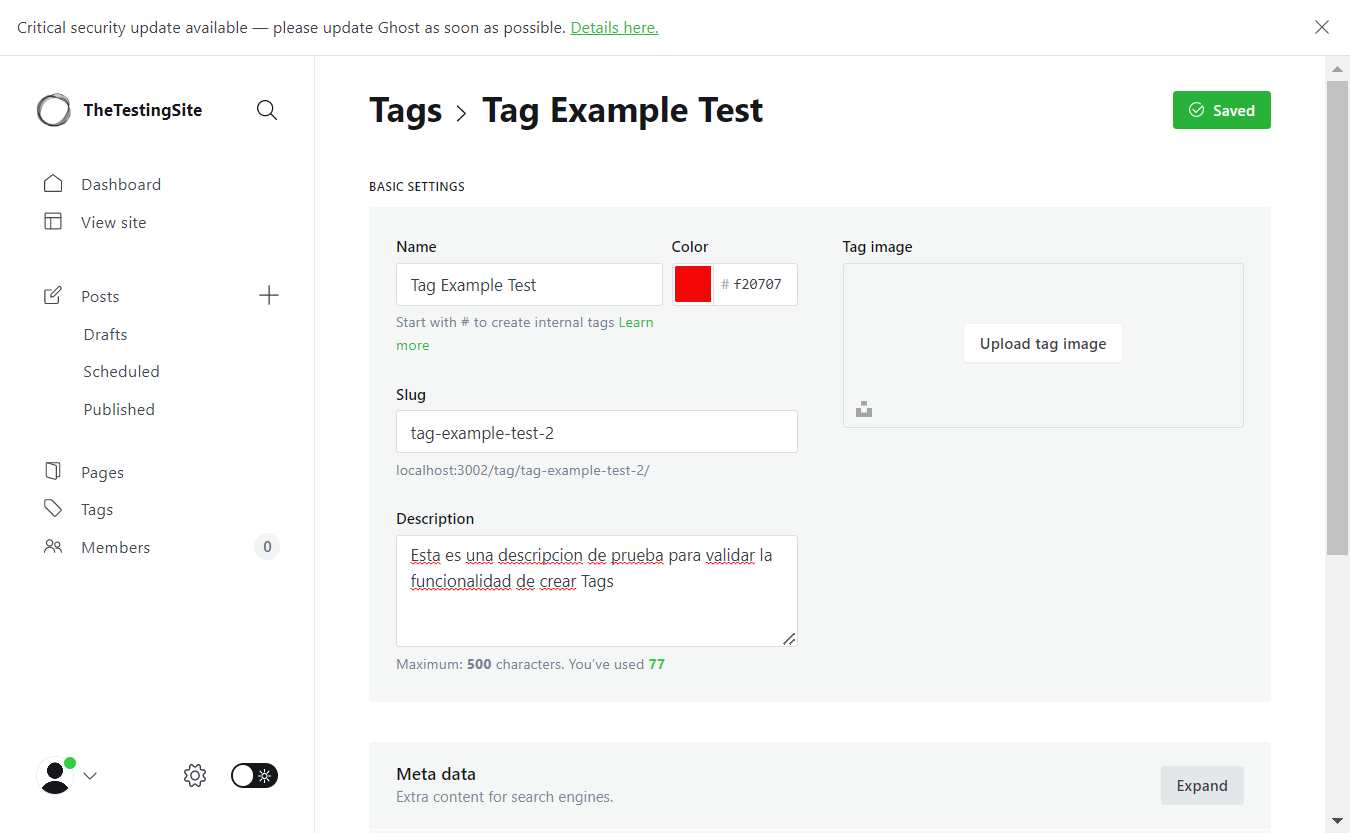 Critical security update available — please update Ghost as soon as possible. Details here.
TheTestingSite
Dashboard
View site
Posts
Drafts
Scheduled
Published
Pages
Tags
Members
0
Tags > Tag Example Test
Saved
BASIC SETTINGS
Name
Tag Example Test
Start with # to create internal tags Learn
more
Color
# f20707
Slug
tag-example-test-2
localhost:3002/tag/tag-example-test-2/
Description
Esta es una descripcion de prueba para validar la
funcionalidad de crear Tags
Maximum: 500 characters. You've used 77
Tag image
Upload tag image
Meta data
Extra content for search engines.
Expand